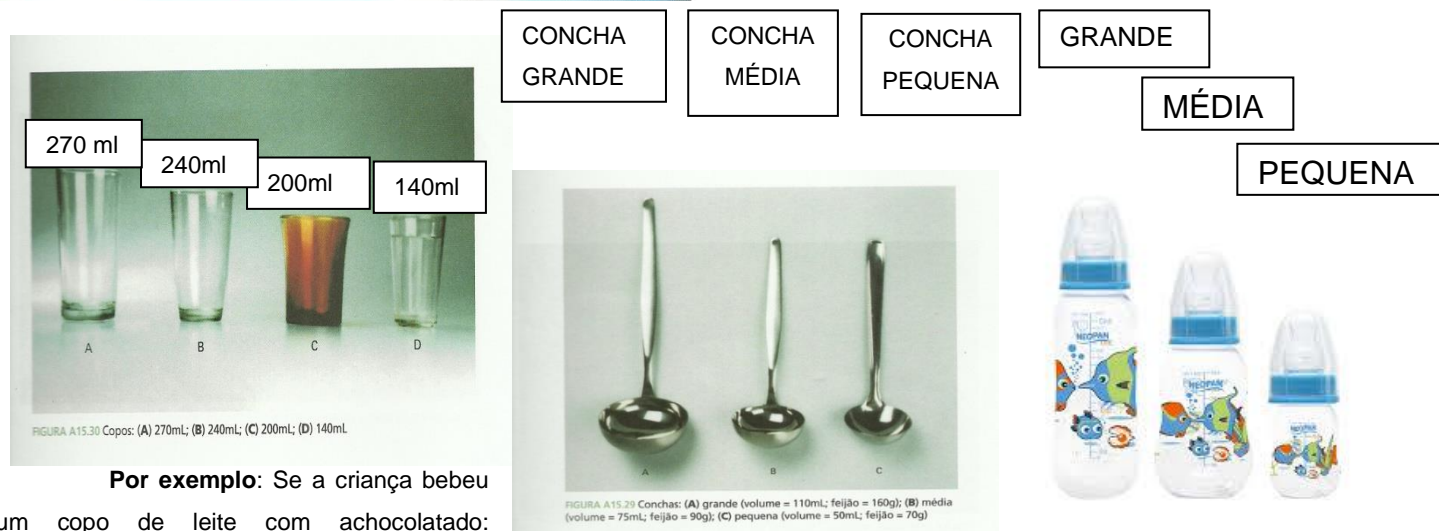 CONCHA
GRANDE
CONCHA
MÉDIA
CONCHA
PEQUENA
GRANDE
MÉDIA
PEQUENA
270 ml
240ml
200ml
140ml
A
B
C
D
FIGURA A15.30 Copos: (A) 270mL; (B) 240mL; (C) 200mL; (D) 140mL
A
B
C
FIGURA A15.29 Conchas: (A) grande (volume = 110mL; feijão = 160g); (B) média
(volume = 75mL; feijão = 90g); (C) pequena (volume = 50mL; feijão = 70g)
NEOPAN
NEOPAN
Por exemplo: Se a criança bebeu
um copo de leite com achocolatado: